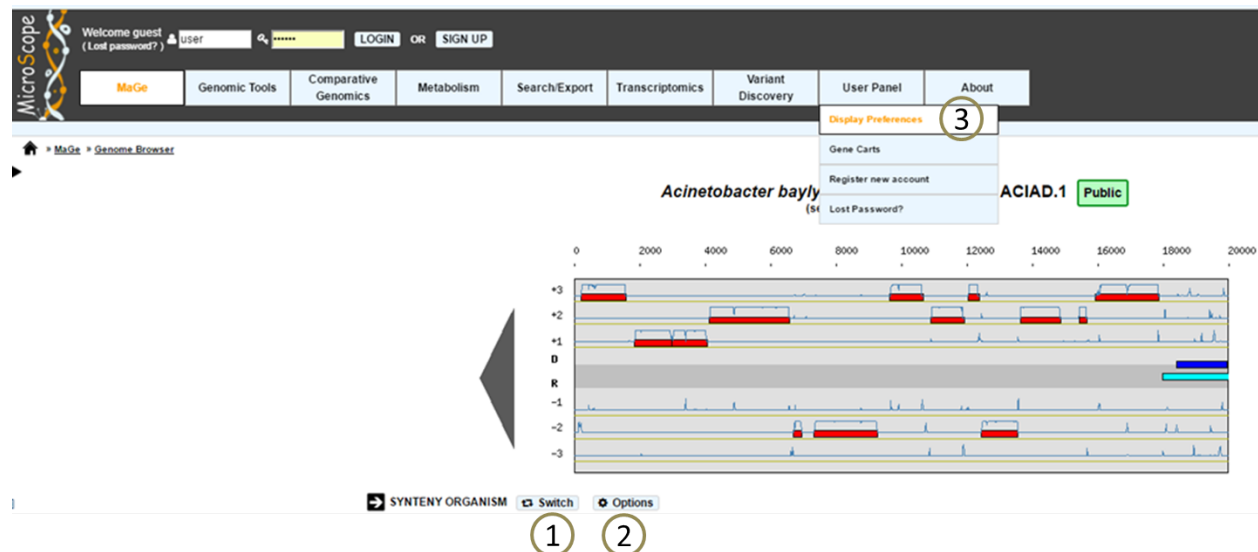 MicroScope
Welcome guest
(Lost password? ) user •••••• LOGIN OR SIGN UP
MaGe Genomic Tools Comparative Genomics Metabolism Search/Export Transcriptomics Variant Discovery User Panel About
Display Preferences 3
» MaGe » Genome Browser
Gene Carts
Register new account
Acinetobacter bayly ACIAD.1 Public
(se
Lost Password?
0 2000 4000 6000 8000 10000 12000 14000 16000 18000 20000
+3
+2
+1
D
R
-1
-2
-3
SYNTENY ORGANISM Switch Options
1 2